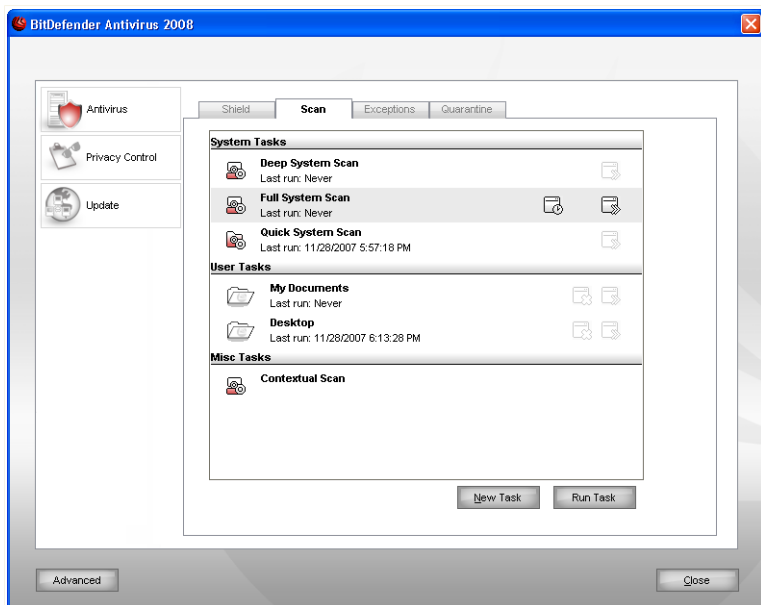 BitDefender Antivirus 2008
Antivirus
Privacy Control
Update
Shield
Scan
Exceptions
Quarantine
System Tasks
Deep System Scan
Last run: Never
Full System Scan
Last run: Never
Quick System Scan
Last run: 11/28/2007 5:57:18 PM
User Tasks
My Documents
Last run: Never
Desktop
Last run: 11/28/2007 6:13:28 PM
Misc Tasks
Contextual Scan
New Task
Run Task
Advanced
Close